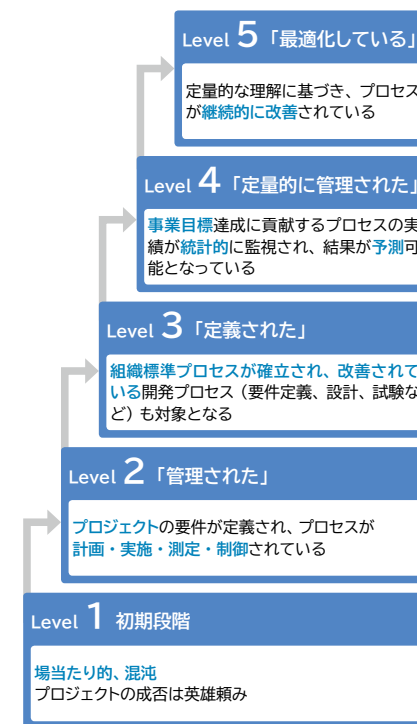 Level 5「最適化している」
定量的な理解に基づき、プロセス
が継続的に改善されている
Level 4「定量的に管理された」
事業目標達成に貢献するプロセスの実
績が統計的に監視され、結果が予測可
能となっている
Level 3「定義された」
組織標準プロセスが確立され、改善されて
いる開発プロセス（要件定義、設計、試験な
ど）も対象となる
Level 2「管理された」
プロジェクトの要件が定義され、プロセスが
計画・実施・測定・制御されている
Level 1 初期段階
場当たり的、混沌
プロジェクトの成否は英雄頼み